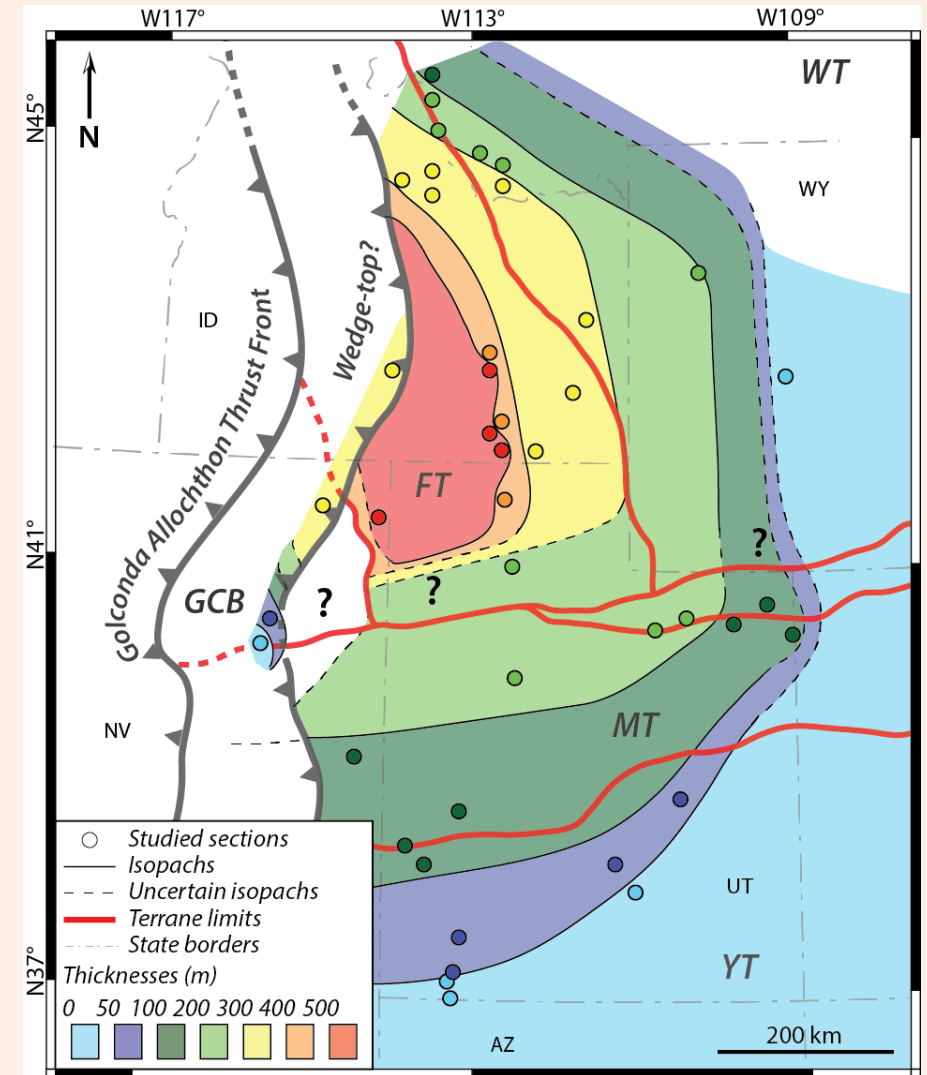 W117° W113° W109°
WT
N45°
N
WY
Wedge-top?
ID
Golconda Allochthon Thrust Front
FT
N41°
?
GCB
?
?
MT
NV
Studied sections
Isopachs
Uncertain isopachs
Terrane limits
State borders
UT
Thicknesses (m)
YT
N37°
0 50 100 200 300 400 500
AZ
200 km